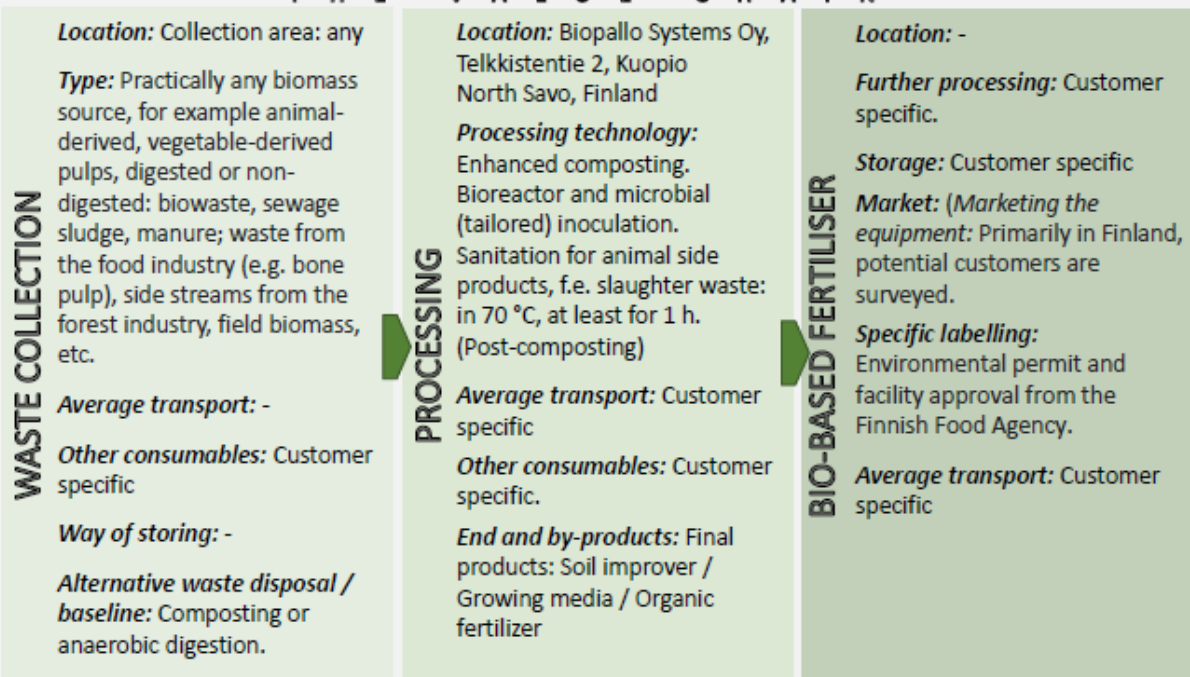 WASTE COLLECTION
Location: Collection area: any
Type: Practically any biomass
source, for example animal-
derived, vegetable-derived
pulps, digested or non-
digested: biowaste, sewage
sludge, manure; waste from
the food industry (e.g. bone
pulp), side streams from the
forest industry, field biomass,
etc.
Average transport: -
Other consumables: Customer
specific
Way of storing: -
Alternative waste disposal /
baseline: Composting or
anaerobic digestion.
PROCESSING
Location: Biopallo Systems Oy,
Telkkistentie 2, Kuopio
North Savo, Finland
Processing technology:
Enhanced composting.
Bioreactor and microbial
(tailored) inoculation.
Sanitation for animal side
products, f.e. slaughter waste:
in 70 °C, at least for 1 h.
(Post-composting)
Average transport: Customer
specific
Other consumables: Customer
specific.
End and by-products: Final
products: Soil improver /
Growing media / Organic
fertilizer
BIO-BASED FERTILISER
Location: -
Further processing: Customer
specific.
Storage: Customer specific
Market: (Marketing the
equipment: Primarily in Finland,
potential customers are
surveyed.
Specific labelling:
Environmental permit and
facility approval from the
Finnish Food Agency.
Average transport: Customer
specific